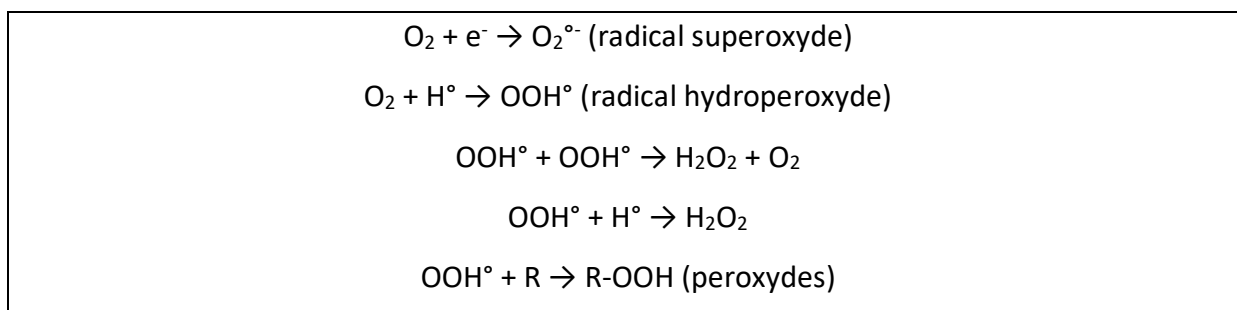 O₂ + e⁻ → O₂°⁻ (radical superoxyde)
O₂ + H° → OOH° (radical hydroperoxyde)
OOH° + OOH° → H₂O₂ + O₂
OOH° + H° → H₂O₂
OOH° + R → R-OOH (peroxydes)